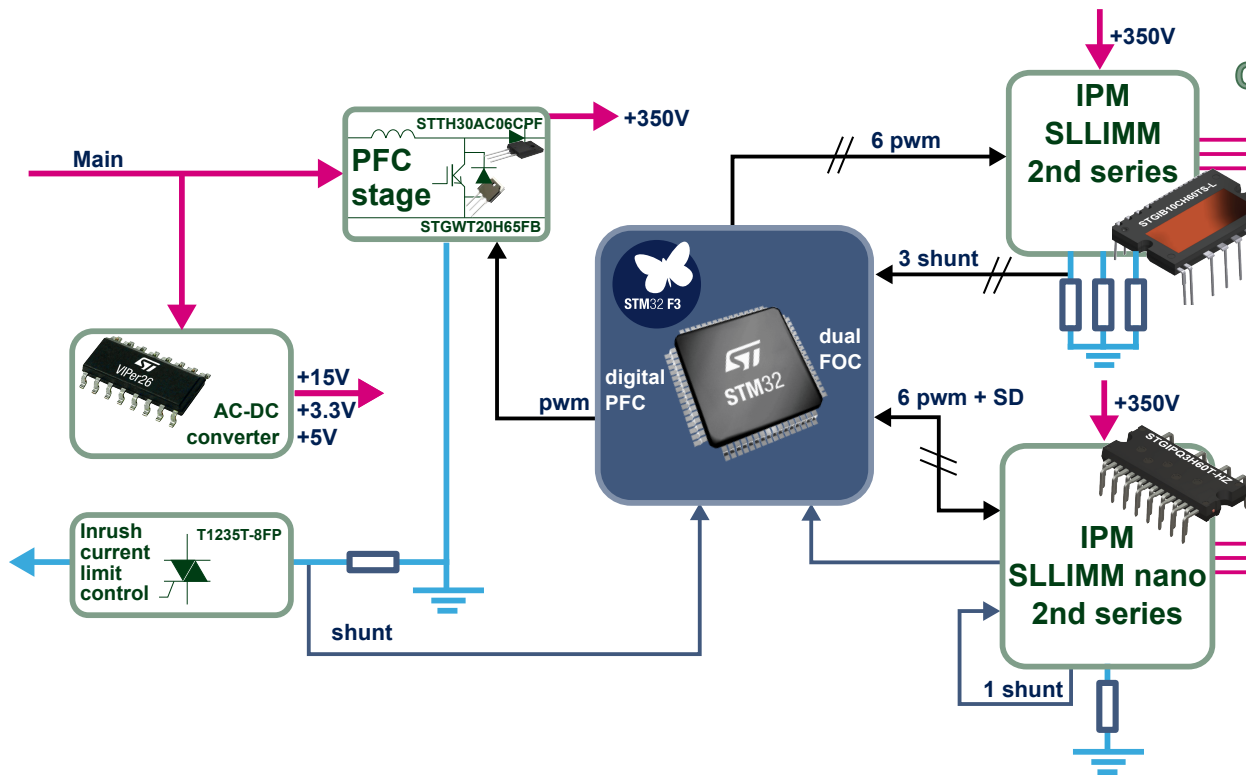 +350V
IPM
SLLIMM
2nd series
STGIB10CH60TS-L
STTH30AC06CPF
+350V
PFC
stage
STGWT20H65FB
Main
6 pwm
3 shunt
STM32 F3
ST
STM32
digital
PFC
dual
FOC
pwm
ST
VIPer26
AC-DC
converter
+15V
+3.3V
+5V
6 pwm + SD
+350V
STGIPQ3H60T-HZ
IPM
SLLIMM nano
2nd series
1 shunt
Inrush
current
limit
control
T1235T-8FP
shunt